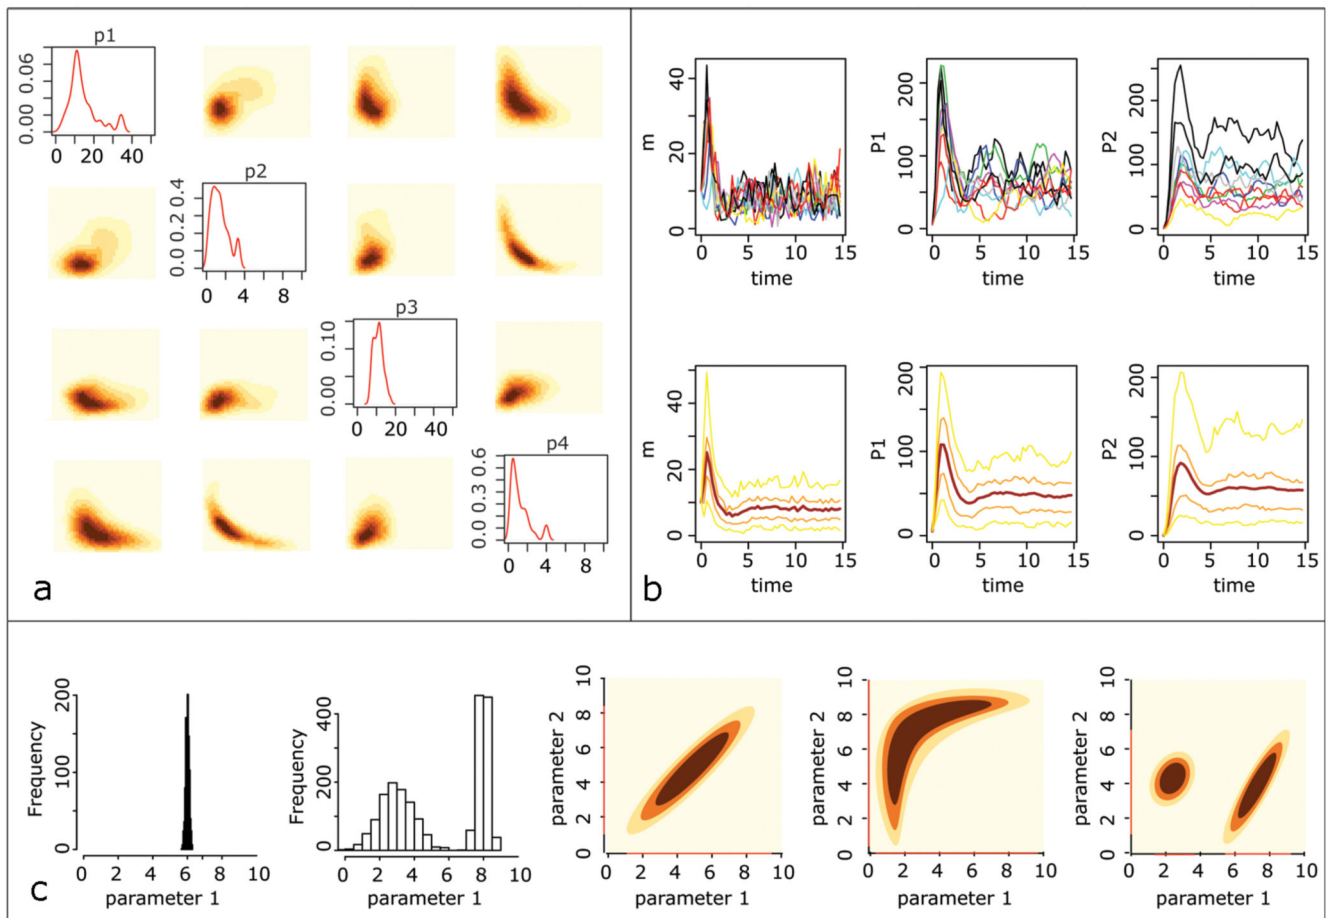 p1
0.00 0.06
0 20 40
p2
0.0 0.2 0.4
0 4 8
p3
0.00 0.10
0 20 40
p4
0.0 0.3 0.6
0 4 8
a
m
0 20 40
0 5 10 15
time
P1
0 100 200
0 5 10 15
time
P2
0 100 200
0 5 10 15
time
m
0 20 40
0 5 10 15
time
P1
0 100 200
0 5 10 15
time
P2
0 100 200
0 5 10 15
time
b
Frequency
0 100 200
0 2 4 6 8 10
parameter 1
Frequency
0 200 400
0 2 4 6 8 10
parameter 1
parameter 2
0 2 4 6 8 10
0 2 4 6 8 10
parameter 1
parameter 2
0 2 4 6 8 10
0 2 4 6 8 10
parameter 1
parameter 2
0 2 4 6 8 10
0 2 4 6 8 10
parameter 1
c